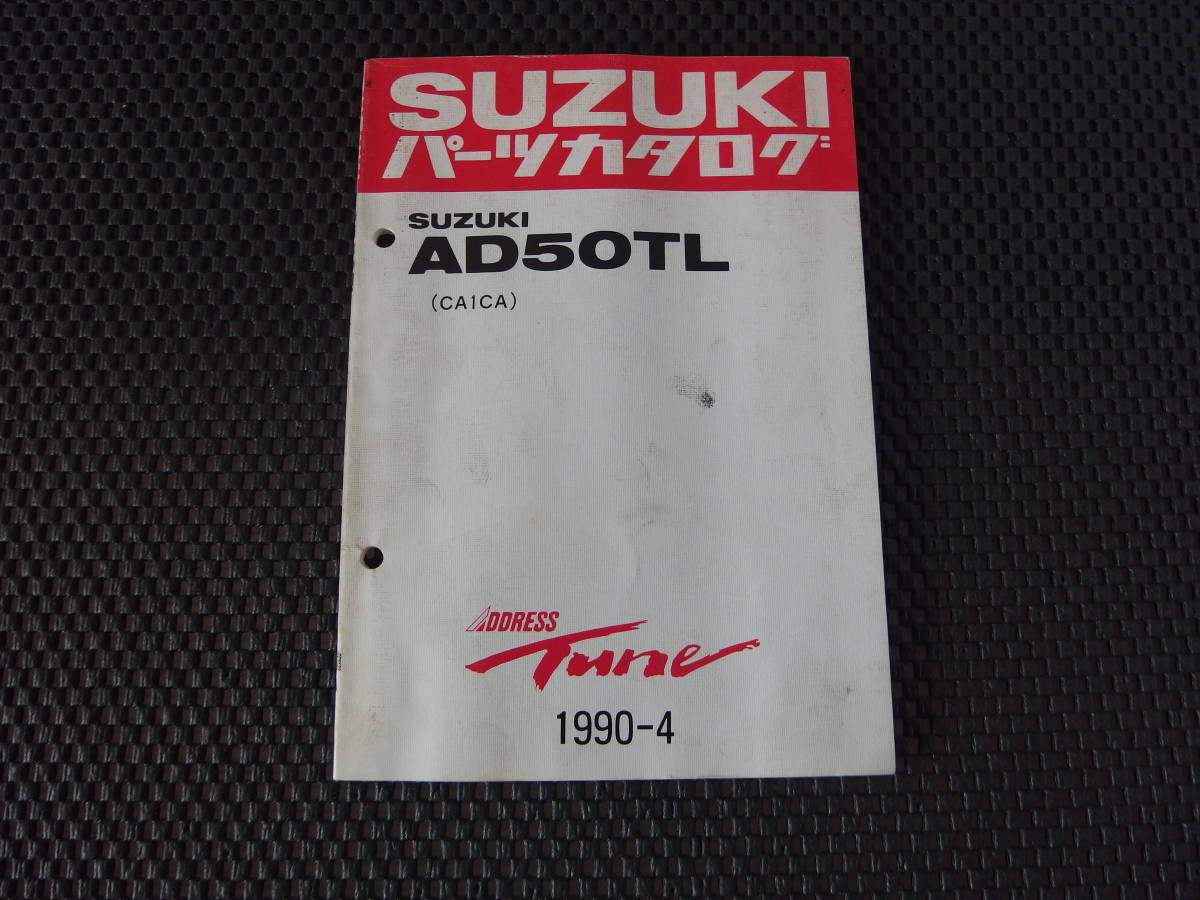 SUZUKI
パーツカタログ
SUZUKI
AD50TL
(CA1CA)
ADDRESS
Tune
1990-4